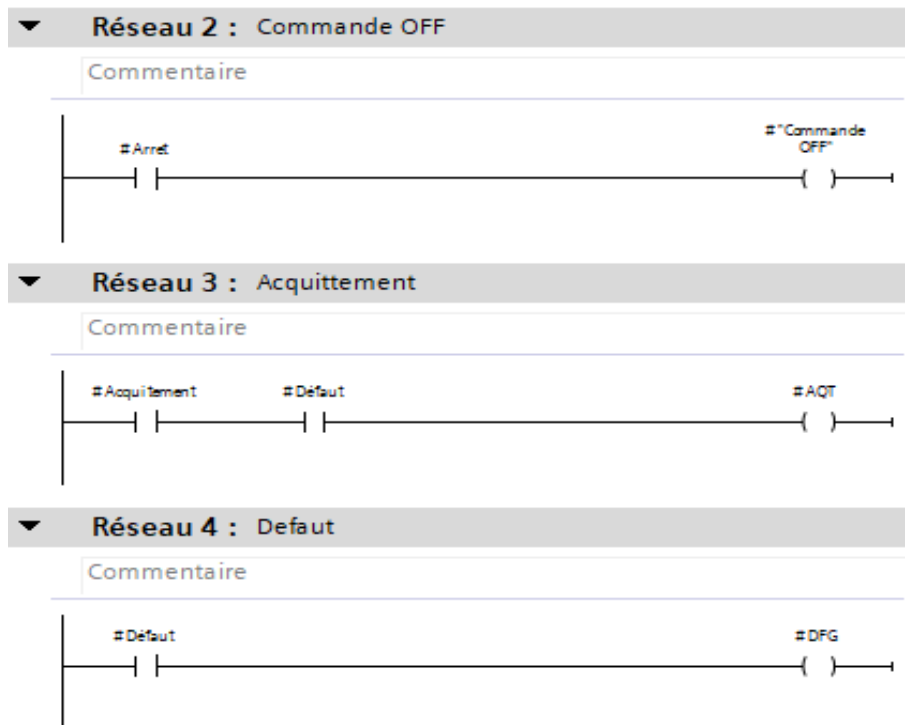 Réseau 2 : Commande OFF
Commentaire
#Arret
#"Commande
OFF"
Réseau 3 : Acquittement
Commentaire
#Acquitement #Défaut #AQT
Réseau 4 : Defaut
Commentaire
#Défaut #DFG